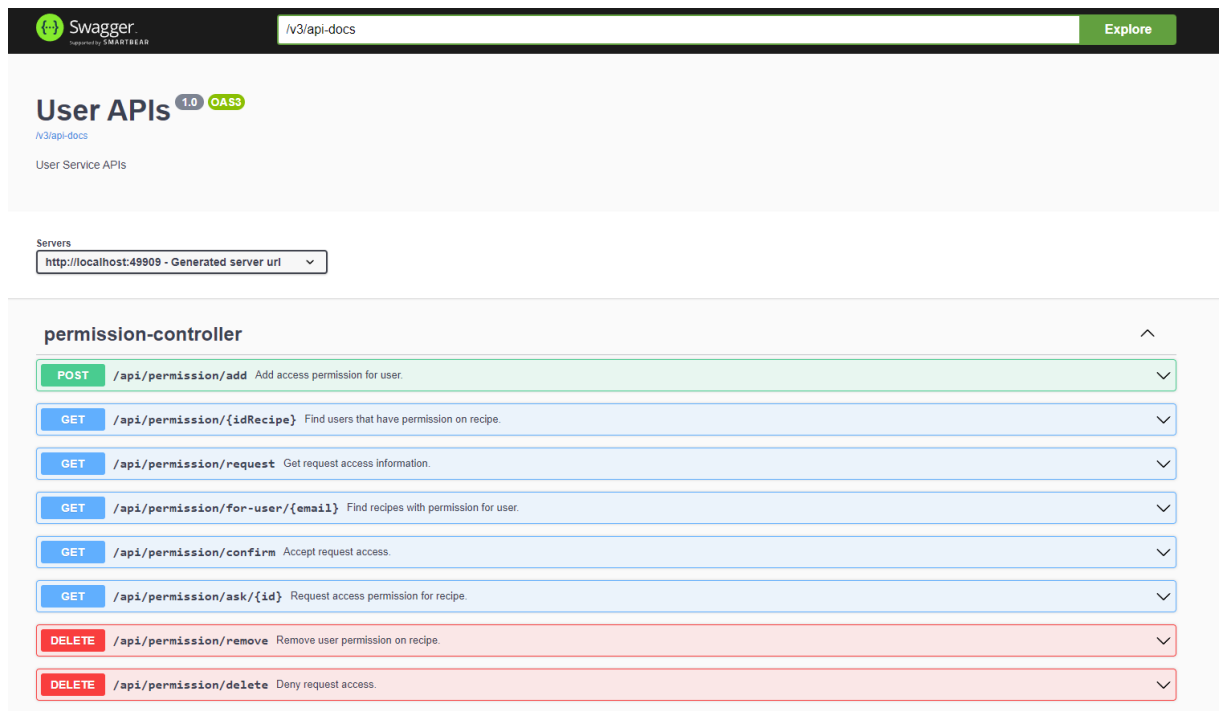 Swagger.
Supported by SMARTBEAR
/v3/api-docs
Explore
User APIs 1.0 OAS3
/v3/api-docs
User Service APIs
Servers
http://localhost:49909 - Generated server url
permission-controller
POST /api/permission/add Add access permission for user.
GET /api/permission/{idRecipe} Find users that have permission on recipe.
GET /api/permission/request Get request access information.
GET /api/permission/for-user/{email} Find recipes with permission for user.
GET /api/permission/confirm Accept request access.
GET /api/permission/ask/{id} Request access permission for recipe.
DELETE /api/permission/remove Remove user permission on recipe.
DELETE /api/permission/delete Deny request access.